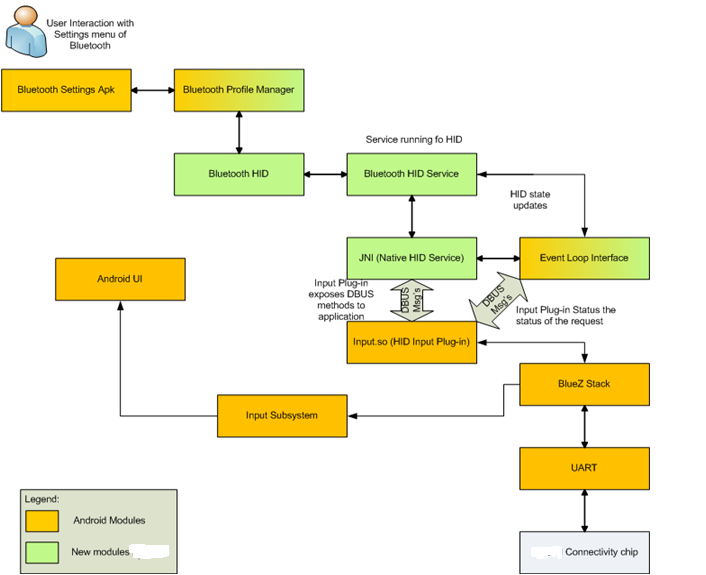 User Interaction with
Settings menu of
Bluetooth
Bluetooth Settings Apk
Bluetooth Profile Manager
Service running fo HID
Bluetooth HID
Bluetooth HID Service
HID state
updates
JNI (Native HID Service)
Event Loop Interface
Android UI
Input Plug-in
exposes DBUS
methods to
application
DBUS
Msg's
DBUS
Msg's
Input Plug-in Status the
status of the request
Input.so (HID Input Plug-in)
BlueZ Stack
Input Subsystem
UART
Legend:
Android Modules
New modules
Connectivity chip